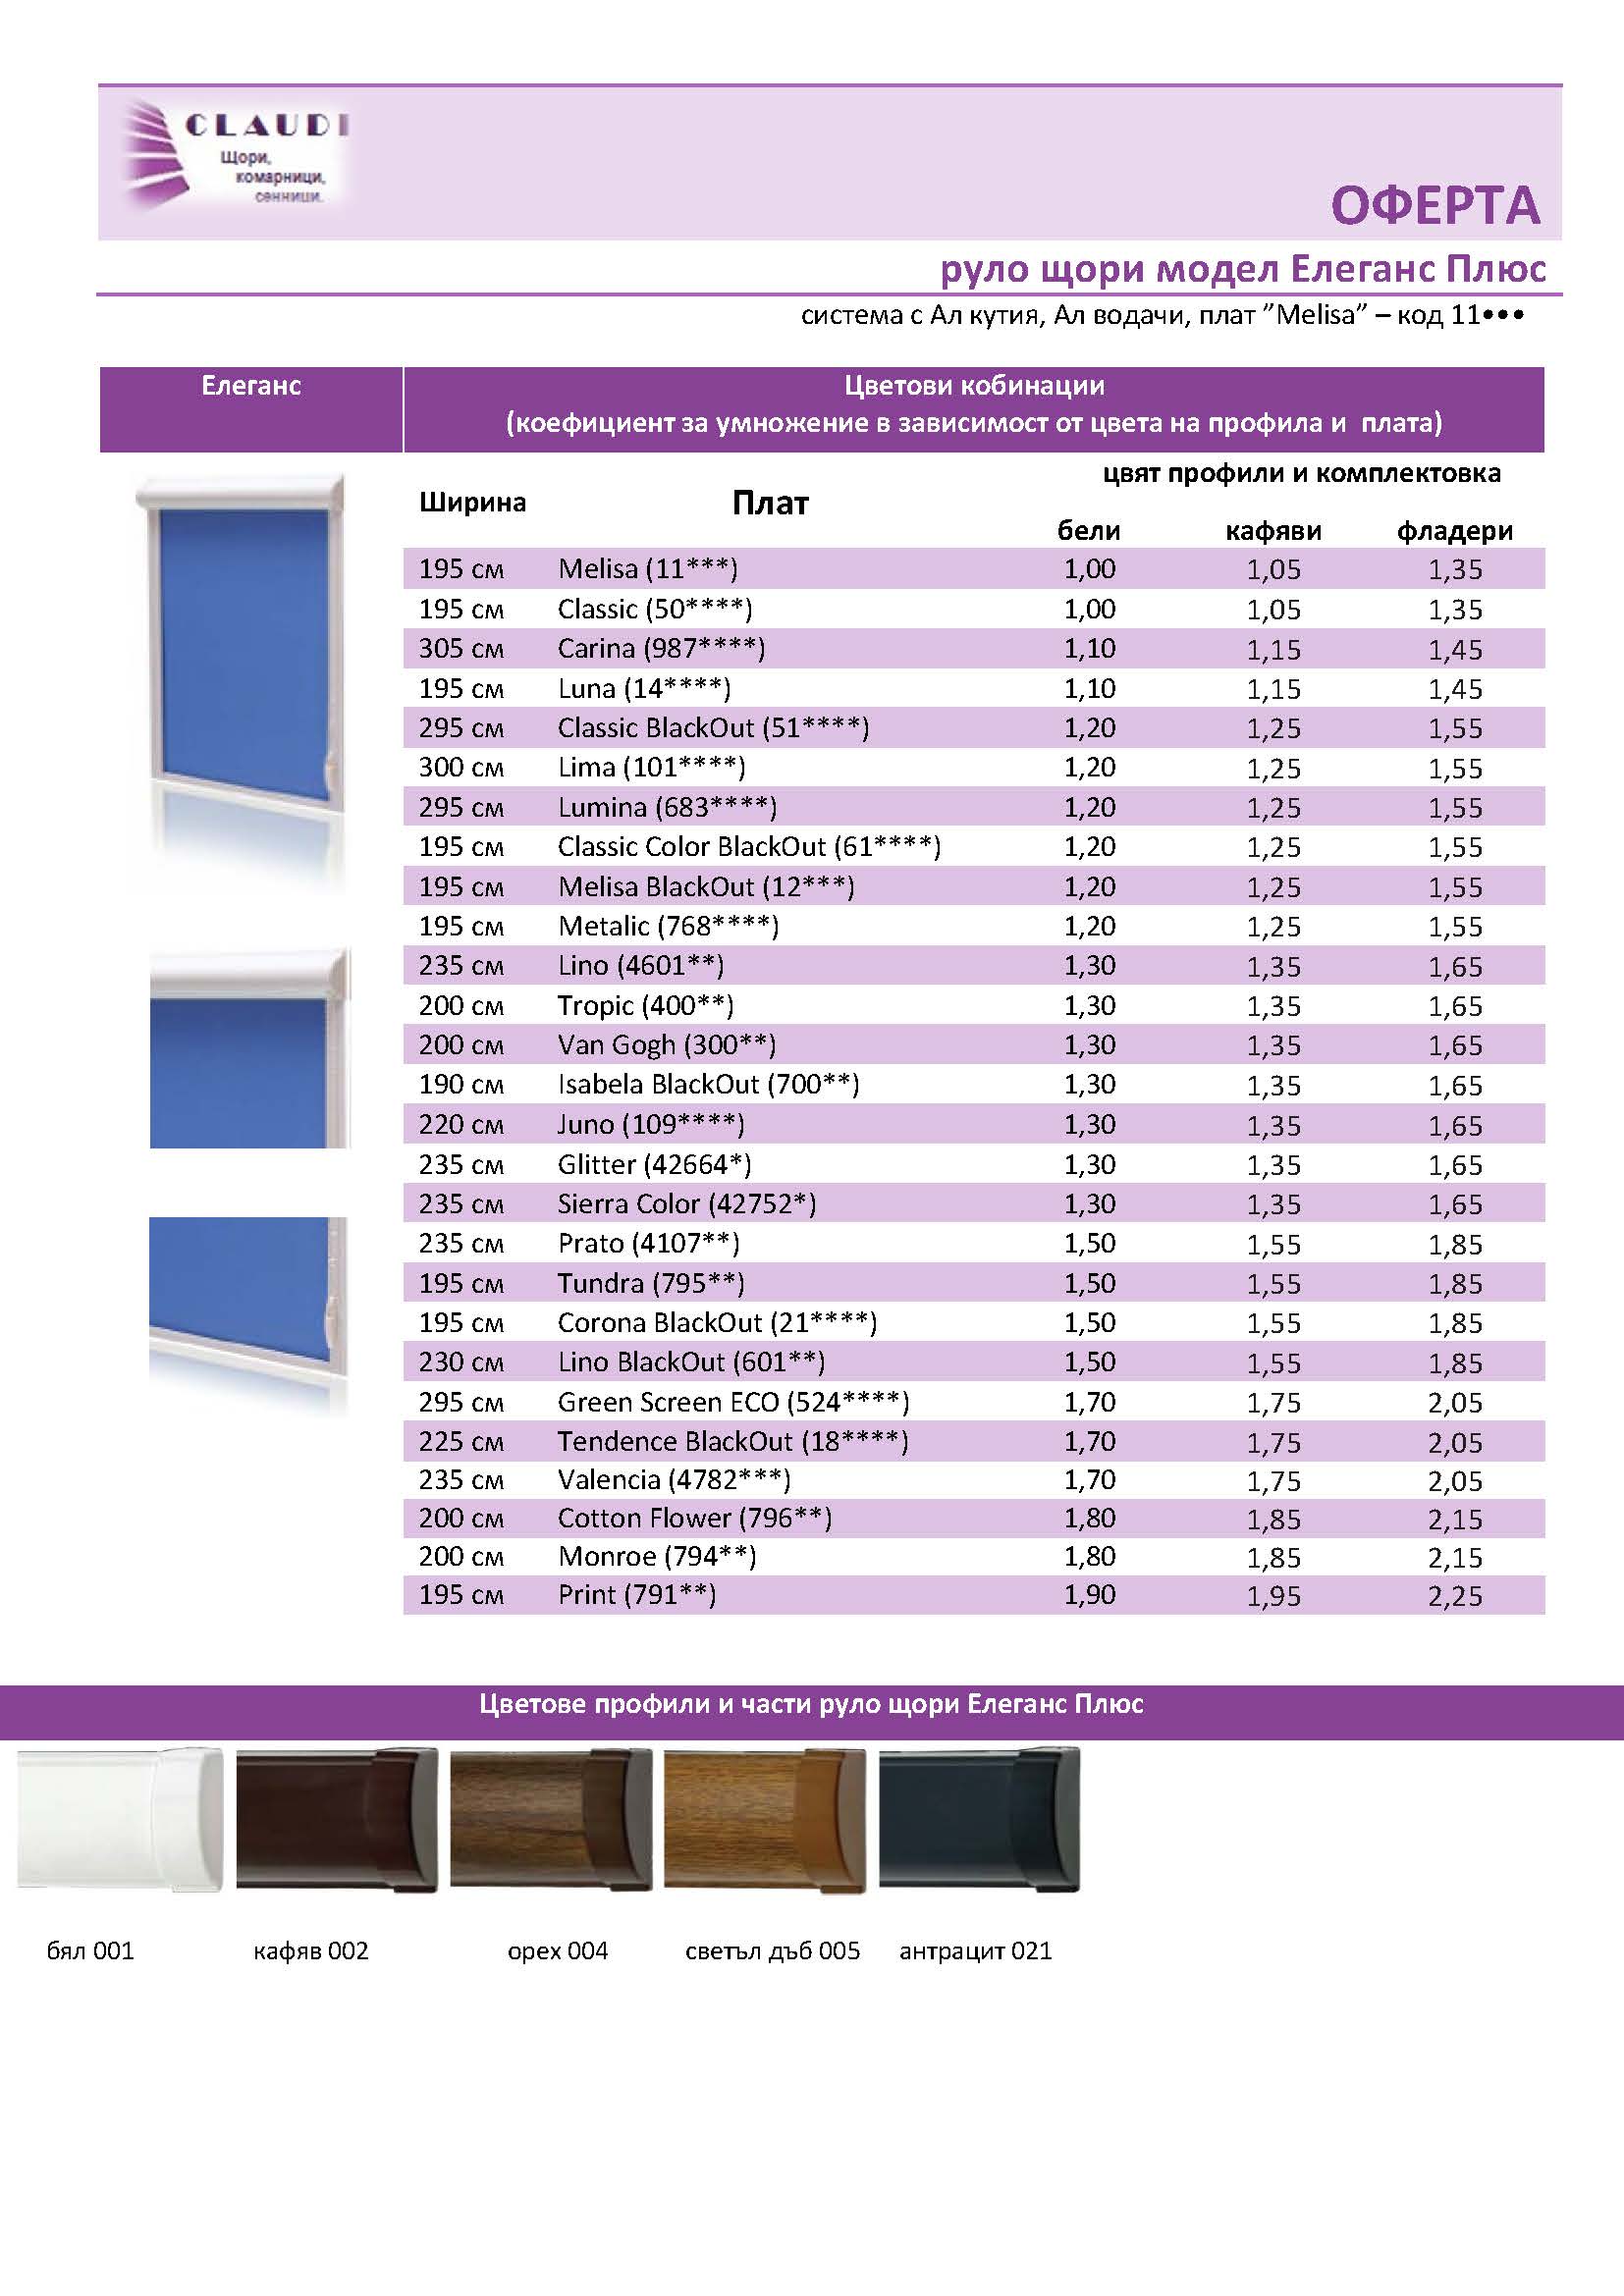 CLAUDI
Щори,
комарници,
сенници.
ОФЕРТА
руло щори модел Елеганс Плюс
система с Ал кутия, Ал водачи, плат ”Melisa” – код 11•••
Елеганс
Цветови кобинации
(коефициент за умножение в зависимост от цвета на профила и плата)
цвят профили и комплектовка
Ширина Плат
бели кафяви фладери
195 см Melisa (11***) 1,00 1,05 1,35
195 см Classic (50****) 1,00 1,05 1,35
305 см Carina (987****) 1,10 1,15 1,45
195 см Luna (14****) 1,10 1,15 1,45
295 см Classic BlackOut (51****) 1,20 1,25 1,55
300 см Lima (101****) 1,20 1,25 1,55
295 см Lumina (683****) 1,20 1,25 1,55
195 см Classic Color BlackOut (61****) 1,20 1,25 1,55
195 см Melisa BlackOut (12***) 1,20 1,25 1,55
195 см Metalic (768****) 1,20 1,25 1,55
235 см Lino (4601**) 1,30 1,35 1,65
200 см Tropic (400**) 1,30 1,35 1,65
200 см Van Gogh (300**) 1,30 1,35 1,65
190 см Isabela BlackOut (700**) 1,30 1,35 1,65
220 см Juno (109****) 1,30 1,35 1,65
235 см Glitter (42664*) 1,30 1,35 1,65
235 см Sierra Color (42752*) 1,30 1,35 1,65
235 см Prato (4107**) 1,50 1,55 1,85
195 см Tundra (795**) 1,50 1,55 1,85
195 см Corona BlackOut (21****) 1,50 1,55 1,85
230 см Lino BlackOut (601**) 1,50 1,55 1,85
295 см Green Screen ECO (524****) 1,70 1,75 2,05
225 см Tendence BlackOut (18****) 1,70 1,75 2,05
235 см Valencia (4782***) 1,70 1,75 2,05
200 см Cotton Flower (796**) 1,80 1,85 2,15
200 см Monroe (794**) 1,80 1,85 2,15
195 см Print (791**) 1,90 1,95 2,25
Цветове профили и части руло щори Елеганс Плюс
бял 001 кафяв 002 орех 004 светъл дъб 005 антрацит 021